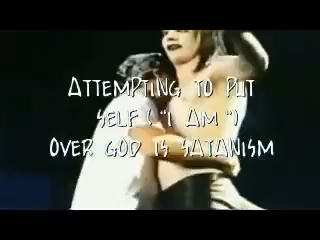 ATTEMPTING TO PUT
SELF ( "I AM ")
OVER GOD IS SATANISM